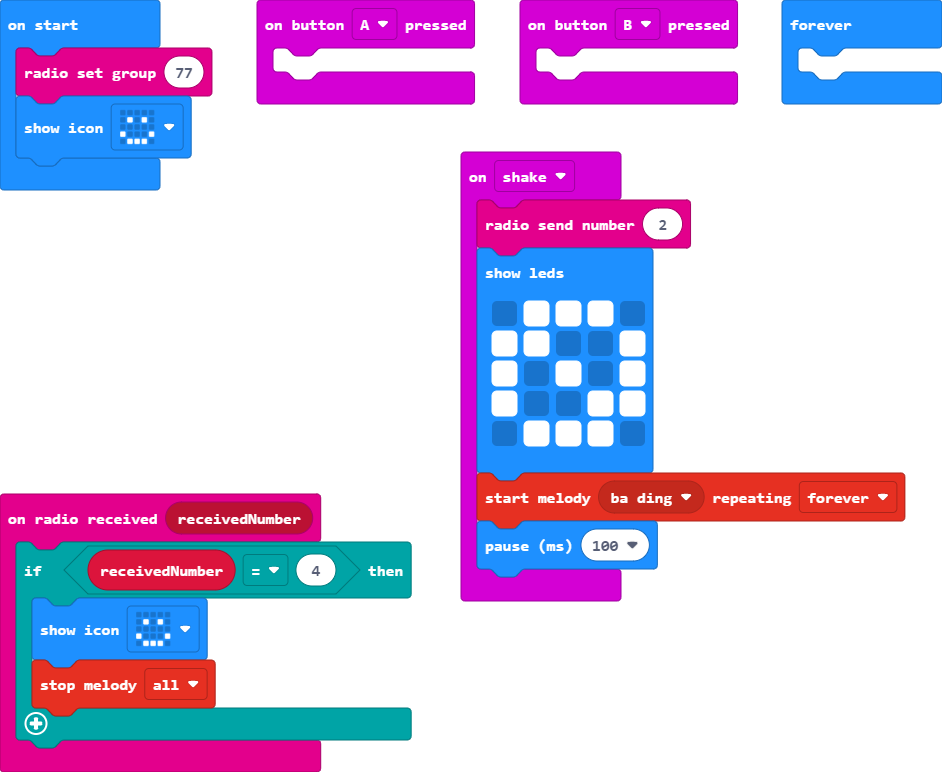 on start
radio set group 77
show icon
on button A pressed
on button B pressed
forever
on shake
radio send number 2
show leds
start melody ba ding repeating forever
pause (ms) 100
on radio received receivedNumber
if receivedNumber = 4 then
show icon
stop melody all